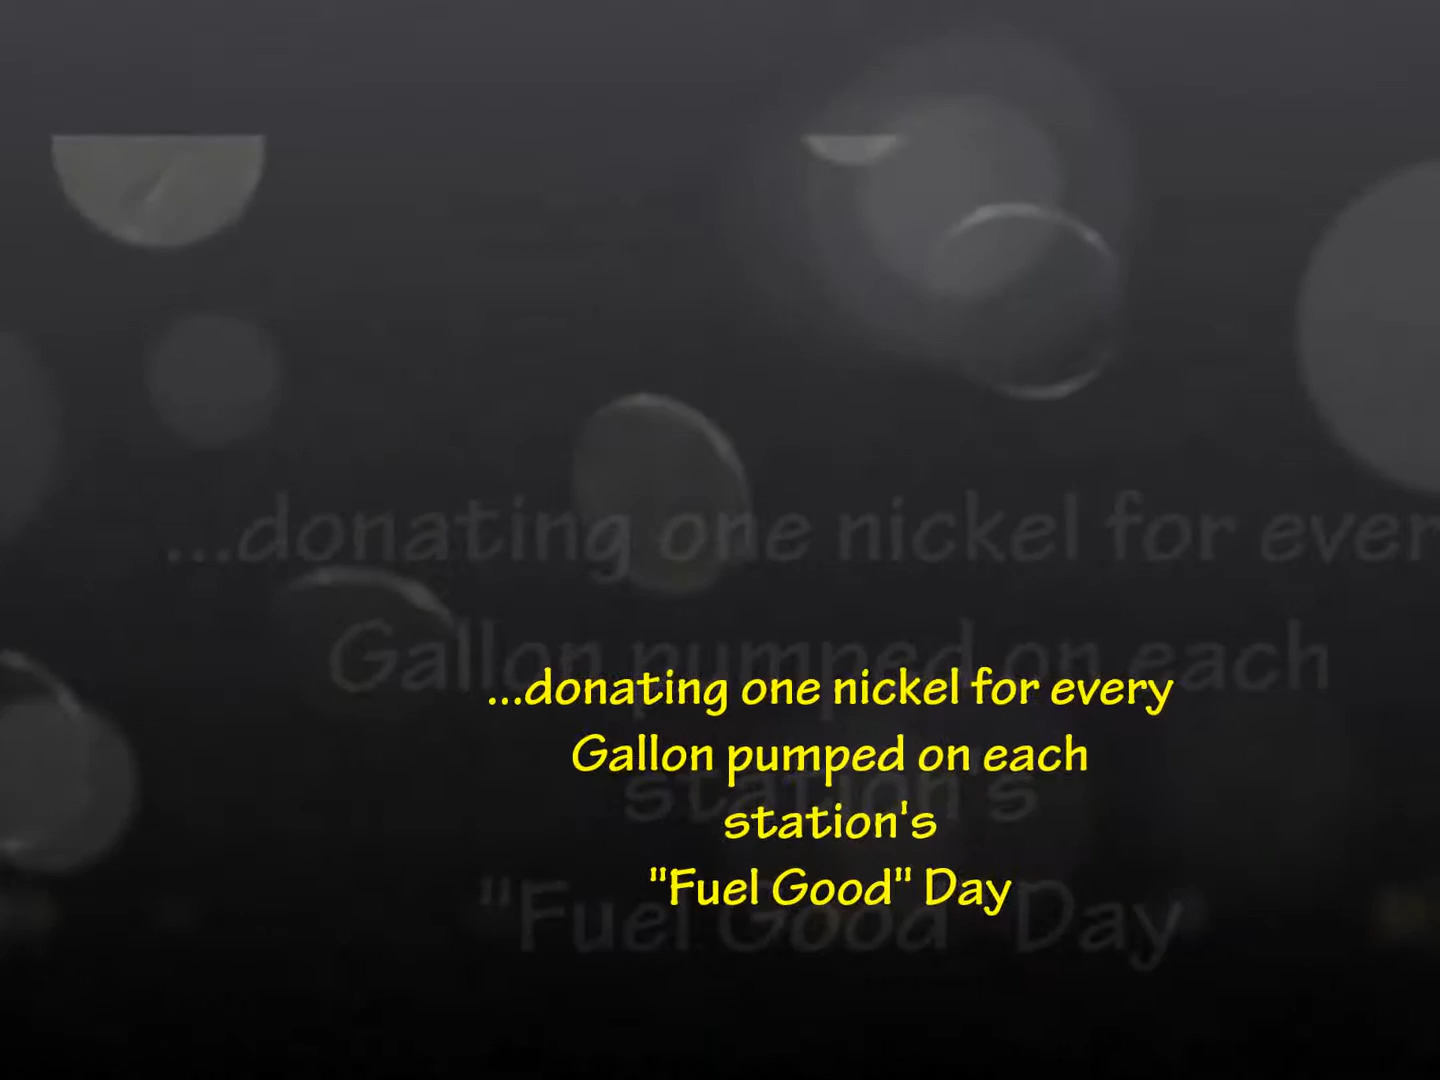 ...donating one nickel for every
Gallon pumped on each
station's
"Fuel Good" Day